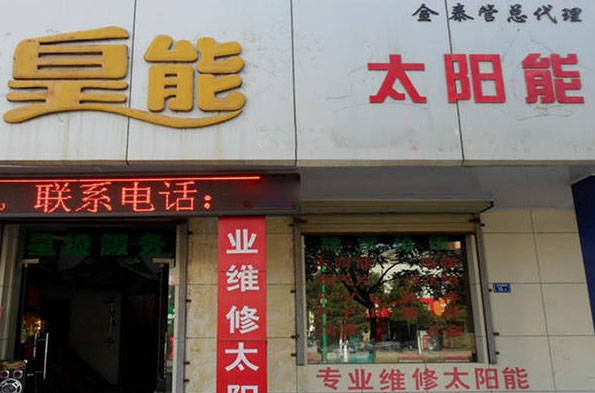 金泰管总代理
皇能
太阳能
联系电话：
星级服务
业维修太阳
专业维修太阳能